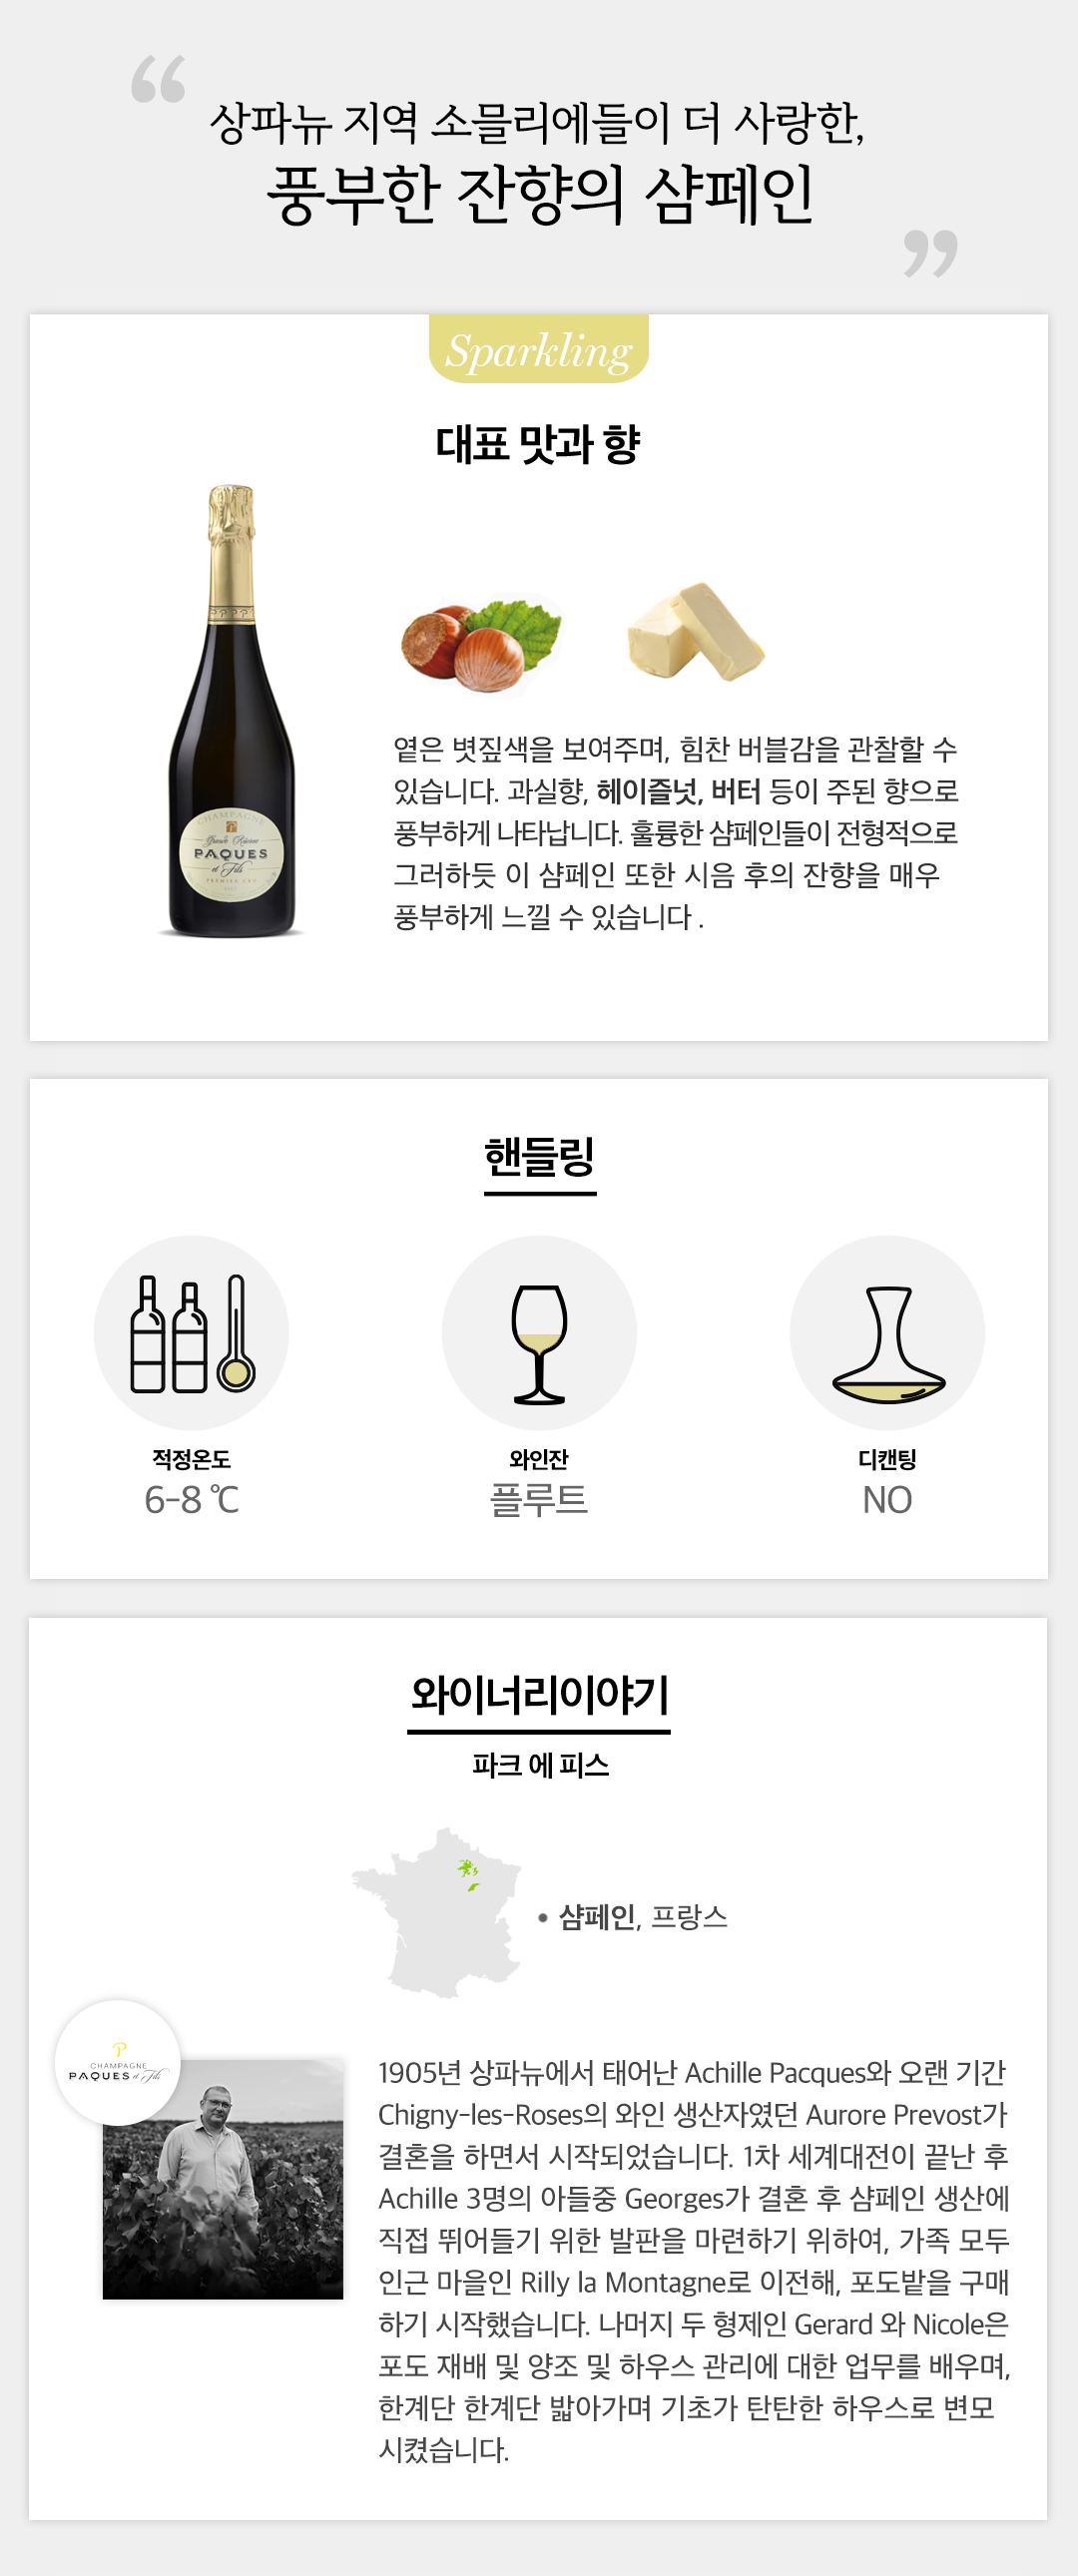 “
상파뉴 지역 소믈리에들이 더 사랑한,
풍부한 잔향의 샴페인
”
Sparkling
대표 맛과 향
CHAMPAGNE
Grande Réserve
PAQUES
et Fils
PREMIER CRU
옅은 볏짚색을 보여주며, 힘찬 버블감을 관찰할 수
있습니다. 과실향, 헤이즐넛, 버터 등이 주된 향으로
풍부하게 나타납니다. 훌륭한 샴페인들이 전형적으로
그러하듯 이 샴페인 또한 시음 후의 잔향을 매우
풍부하게 느낄 수 있습니다 .
핸들링
적정온도
6-8 ℃
와인잔
플루트
디캔팅
NO
와이너리이야기
파크 에 피스
• 샴페인, 프랑스
CHAMPAGNE
PAQUES et Fils
1905년 상파뉴에서 태어난 Achille Pacques와 오랜 기간
Chigny-les-Roses의 와인 생산자였던 Aurore Prevost가
결혼을 하면서 시작되었습니다. 1차 세계대전이 끝난 후
Achille 3명의 아들중 Georges가 결혼 후 샴페인 생산에
직접 뛰어들기 위한 발판을 마련하기 위하여, 가족 모두
인근 마을인 Rilly la Montagne로 이전해, 포도밭을 구매
하기 시작했습니다. 나머지 두 형제인 Gerard 와 Nicole은
포도 재배 및 양조 및 하우스 관리에 대한 업무를 배우며,
한계단 한계단 밟아가며 기초가 탄탄한 하우스로 변모
시켰습니다.